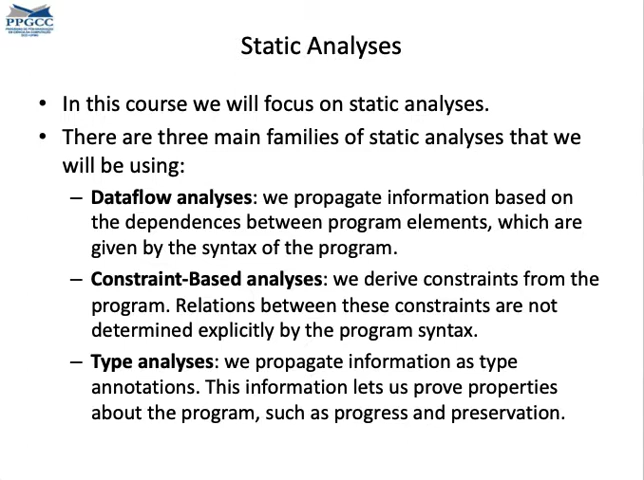 PPGCC
Static Analyses
• In this course we will focus on static analyses.
• There are three main families of static analyses that we
will be using:
– Dataflow analyses: we propagate information based on
the dependences between program elements, which are
given by the syntax of the program.
– Constraint-Based analyses: we derive constraints from the
program. Relations between these constraints are not
determined explicitly by the program syntax.
– Type analyses: we propagate information as type
annotations. This information lets us prove properties
about the program, such as progress and preservation.